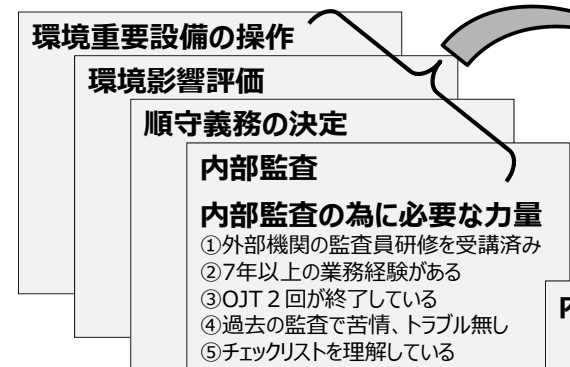 環境重要設備の操作
環境影響評価
順守義務の決定
内部監査
内部監査の為に必要な力量
①外部機関の監査員研修を受講済み
②7年以上の業務経験がある
③OJT２回が終了している
④過去の監査で苦情、トラブル無し
⑤チェックリストを理解している